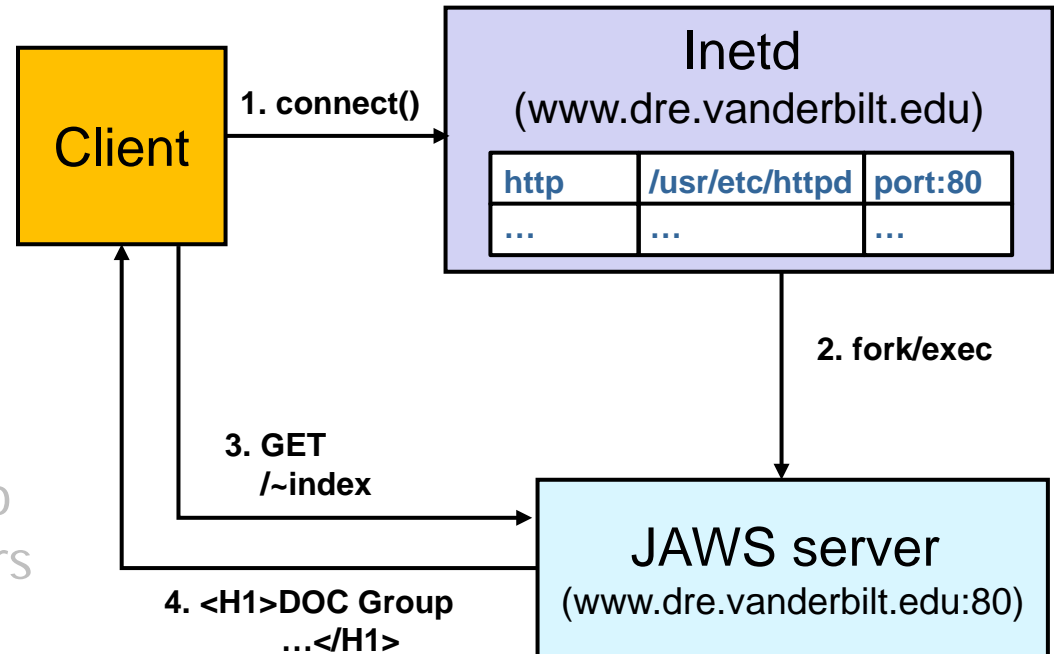 Inetd
(www.dre.vanderbilt.edu)
Client
1. connect()
http /usr/etc/httpd port:80
… … …
2. fork/exec
3. GET
/~index
JAWS server
(www.dre.vanderbilt.edu:80)
4. <H1>DOC Group
…</H1>